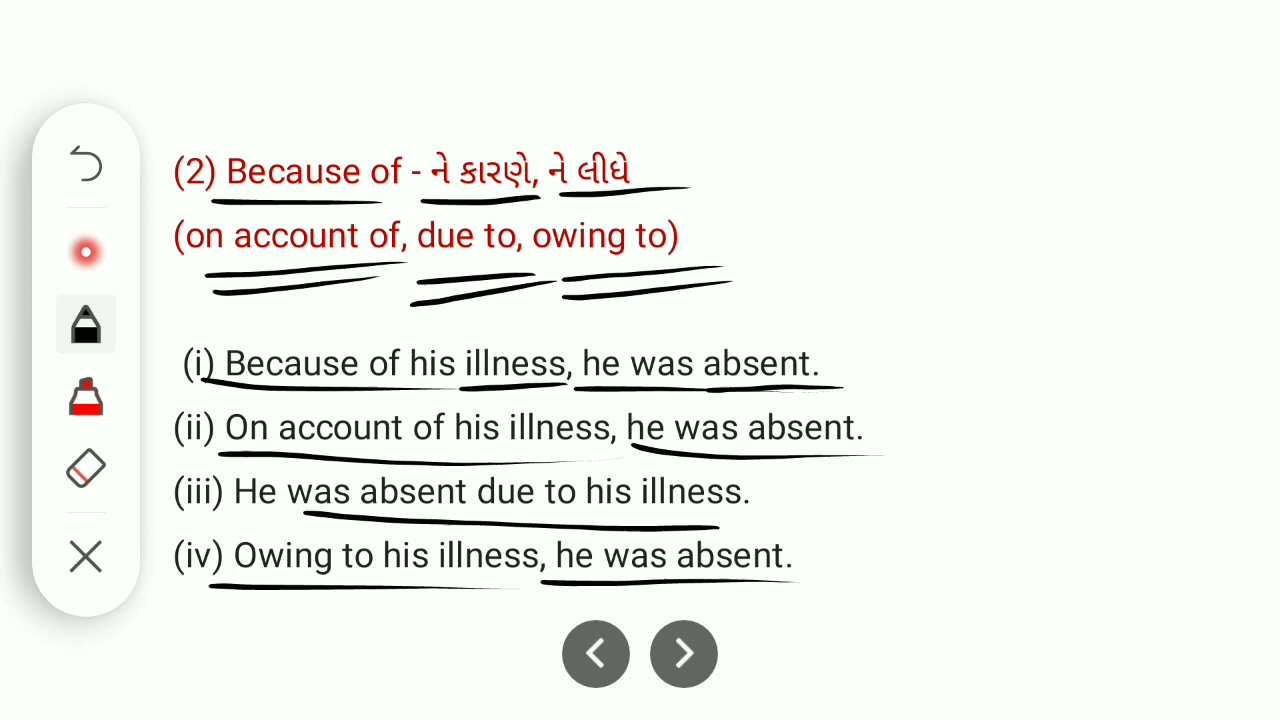 (2) Because of - ને કારણે, ને લીધે
(on account of, due to, owing to)
(i) Because of his illness, he was absent.
(ii) On account of his illness, he was absent.
(iii) He was absent due to his illness.
(iv) Owing to his illness, he was absent.